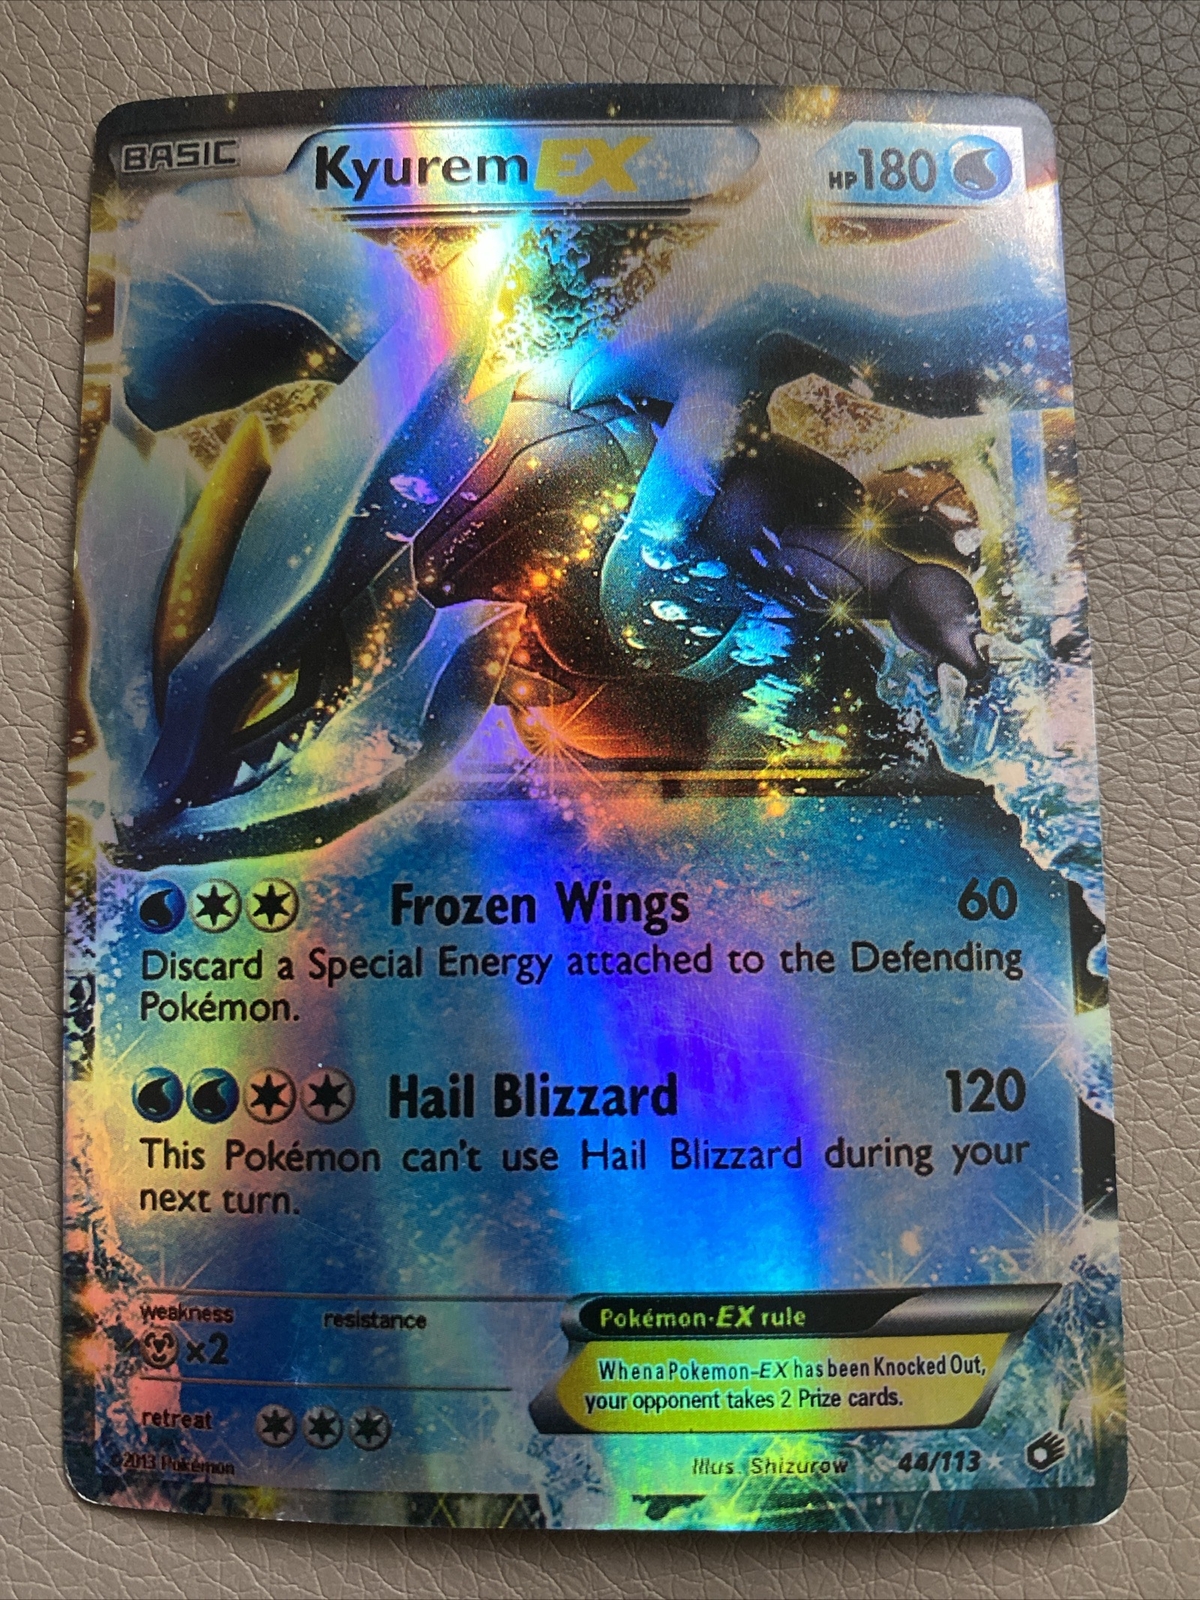 BASIC KyuremEX HP180
Frozen Wings 60
Discard a Special Energy attached to the Defending
Pokémon.
Hail Blizzard 120
This Pokémon can't use Hail Blizzard during your
next turn.
weakness resistance
×2
retreat
Pokémon-EX rule
When a Pokemon-EX has been Knocked Out,
your opponent takes 2 Prize cards.
©2013 Pokémon Illus. Shizurow 44/113